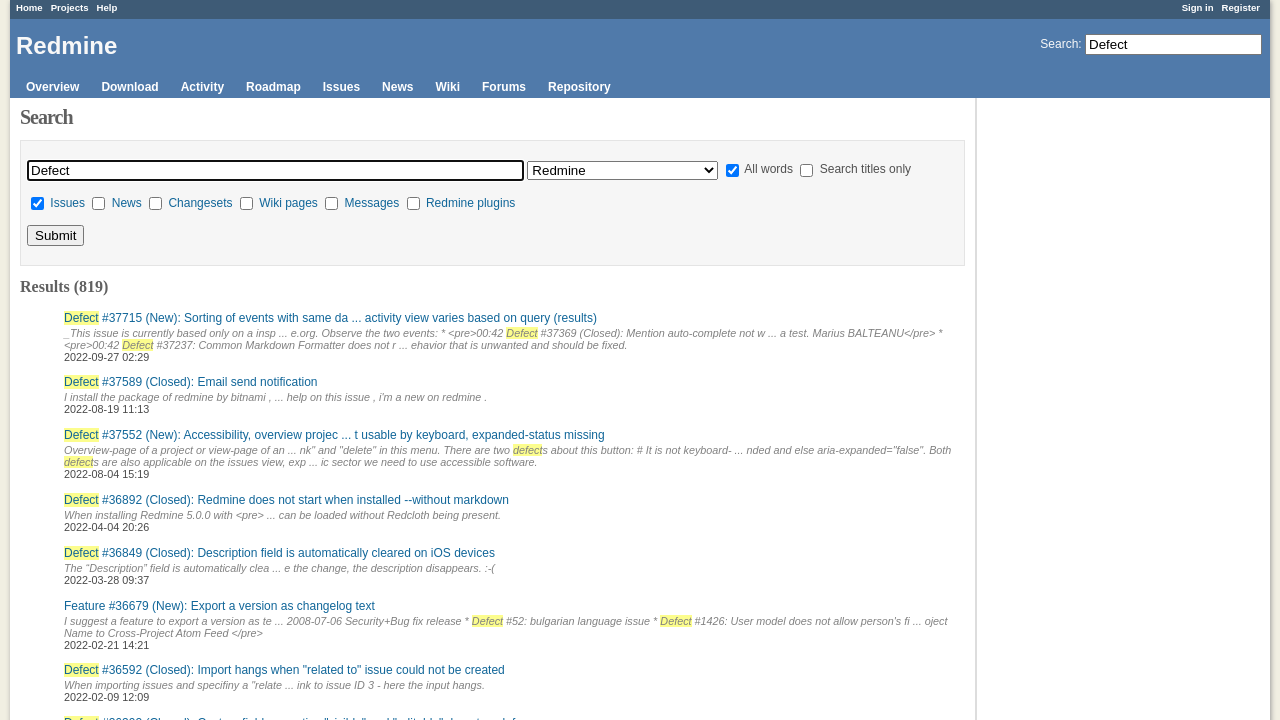 Home Projects Help Sign in Register
Redmine
Search: Defect
Overview Download Activity Roadmap Issues News Wiki Forums Repository
Search
Defect Redmine All words Search titles only
Issues News Changesets Wiki pages Messages Redmine plugins
Submit
Results (819)
Defect #37715 (New): Sorting of events with same da ... activity view varies based on query (results)
_This issue is currently based only on a insp ... e.org. Observe the two events: * <pre>00:42 Defect #37369 (Closed): Mention auto-complete not w ... a test. Marius BALTEANU</pre> *
<pre>00:42 Defect #37237: Common Markdown Formatter does not r ... ehavior that is unwanted and should be fixed.
2022-09-27 02:29
Defect #37589 (Closed): Email send notification
I install the package of redmine by bitnami , ... help on this issue , i'm a new on redmine .
2022-08-19 11:13
Defect #37552 (New): Accessibility, overview projec ... t usable by keyboard, expanded-status missing
Overview-page of a project or view-page of an ... nk" and "delete" in this menu. There are two defects about this button: # It is not keyboard- ... nded and else aria-expanded="false". Both
defects are also applicable on the issues view, exp ... ic sector we need to use accessible software.
2022-08-04 15:19
Defect #36892 (Closed): Redmine does not start when installed --without markdown
When installing Redmine 5.0.0 with <pre> ... can be loaded without Redcloth being present.
2022-04-04 20:26
Defect #36849 (Closed): Description field is automatically cleared on iOS devices
The “Description” field is automatically clea ... e the change, the description disappears. :-(
2022-03-28 09:37
Feature #36679 (New): Export a version as changelog text
I suggest a feature to export a version as te ... 2008-07-06 Security+Bug fix release * Defect #52: bulgarian language issue * Defect #1426: User model does not allow person's fi ... oject
Name to Cross-Project Atom Feed </pre>
2022-02-21 14:21
Defect #36592 (Closed): Import hangs when "related to" issue could not be created
When importing issues and specifiny a "relate ... ink to issue ID 3 - here the input hangs.
2022-02-09 12:09